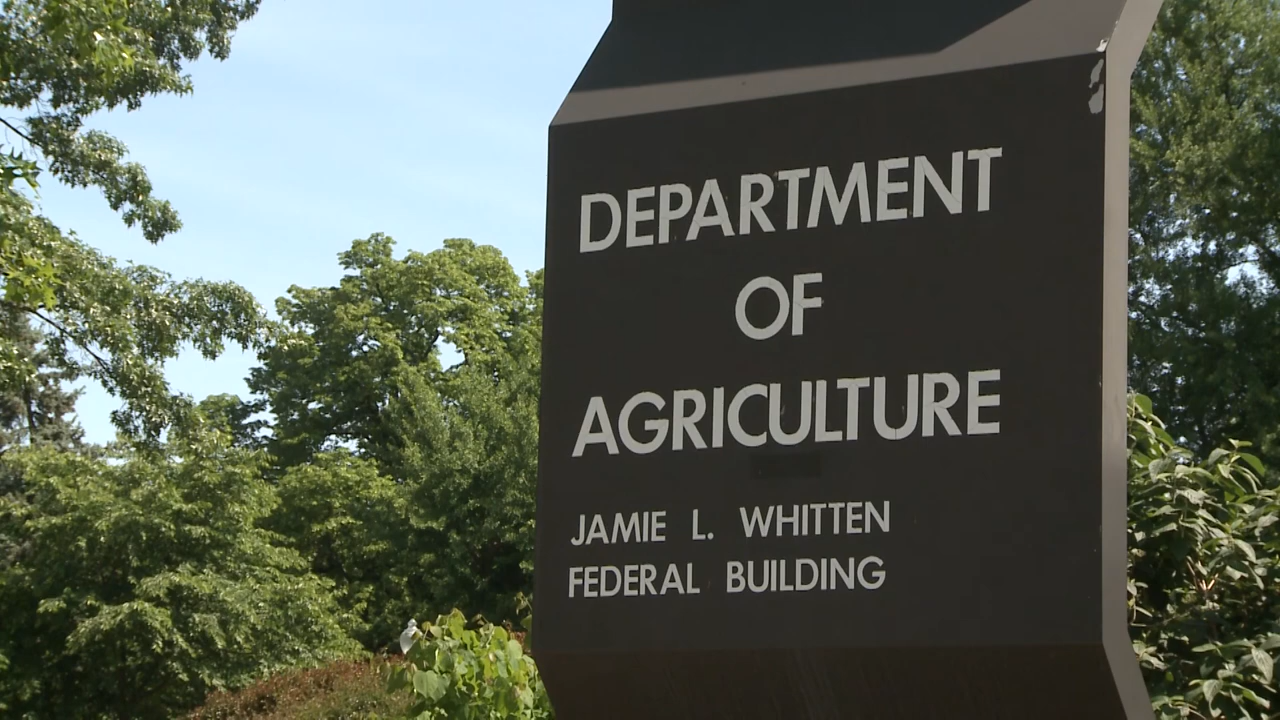 DEPARTMENT
OF
AGRICULTURE
JAMIE L. WHITTEN
FEDERAL BUILDING